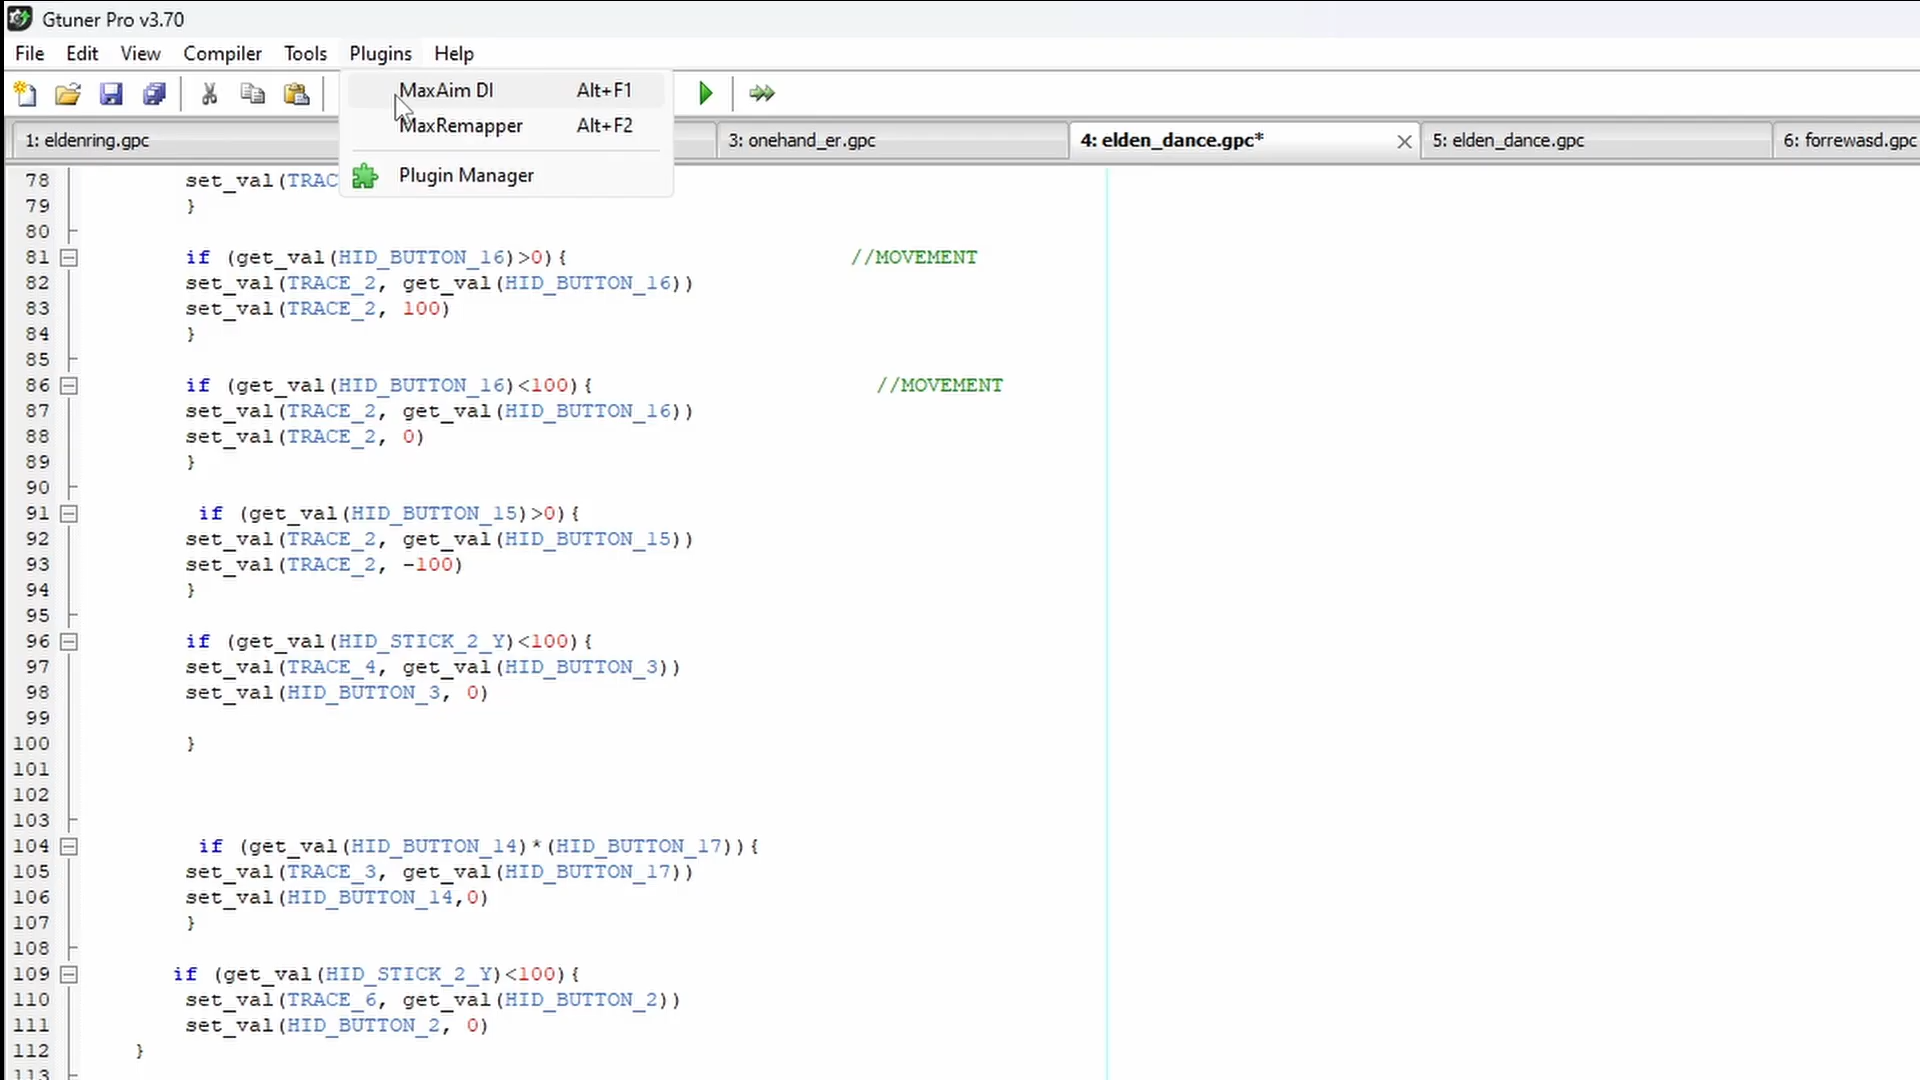 Gtuner Pro v3.70
File Edit View Compiler Tools Plugins Help
MaxAim DI Alt+F1
MaxRemapper Alt+F2
Plugin Manager
1: eldenring.gpc 3: onehand_er.gpc 4: elden_dance.gpc* 5: elden_dance.gpc 6: forrewasd.gpc
78 set_val(TRAC
79 }
80
81 if (get_val(HID_BUTTON_16)>0){ //MOVEMENT
82 set_val(TRACE_2, get_val(HID_BUTTON_16))
83 set_val(TRACE_2, 100)
84 }
85
86 if (get_val(HID_BUTTON_16)<100){ //MOVEMENT
87 set_val(TRACE_2, get_val(HID_BUTTON_16))
88 set_val(TRACE_2, 0)
89 }
90
91 if (get_val(HID_BUTTON_15)>0){
92 set_val(TRACE_2, get_val(HID_BUTTON_15))
93 set_val(TRACE_2, -100)
94 }
95
96 if (get_val(HID_STICK_2_Y)<100){
97 set_val(TRACE_4, get_val(HID_BUTTON_3))
98 set_val(HID_BUTTON_3, 0)
99
100 }
101
102
103
104 if (get_val(HID_BUTTON_14)*(HID_BUTTON_17)){
105 set_val(TRACE_3, get_val(HID_BUTTON_17))
106 set_val(HID_BUTTON_14,0)
107 }
108
109 if (get_val(HID_STICK_2_Y)<100){
110 set_val(TRACE_6, get_val(HID_BUTTON_2))
111 set_val(HID_BUTTON_2, 0)
112 }
113